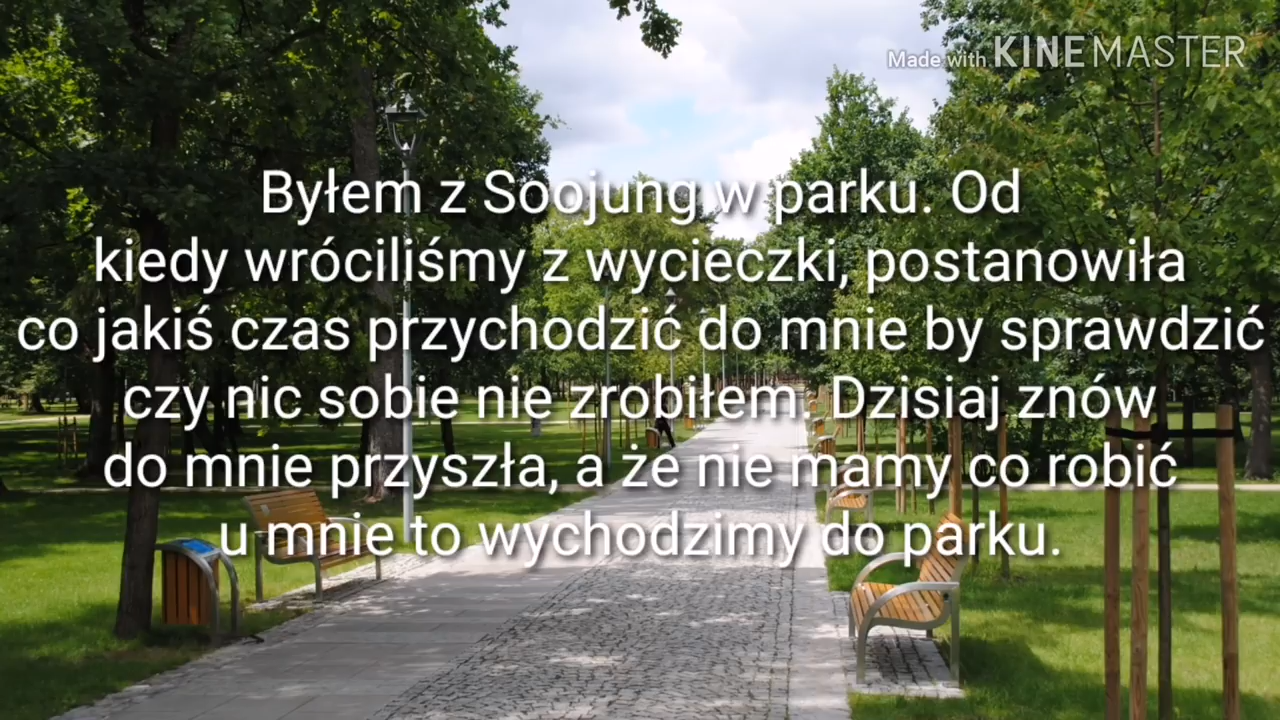 Made with KINEMASTER
Byłem z Soojung w parku. Od
kiedy wróciliśmy z wycieczki, postanowiła
co jakiś czas przychodzić do mnie by sprawdzić
czy nic sobie nie zrobiłem. Dzisiaj znów
do mnie przyszła, a że nie mamy co robić
u mnie to wychodzimy do parku.